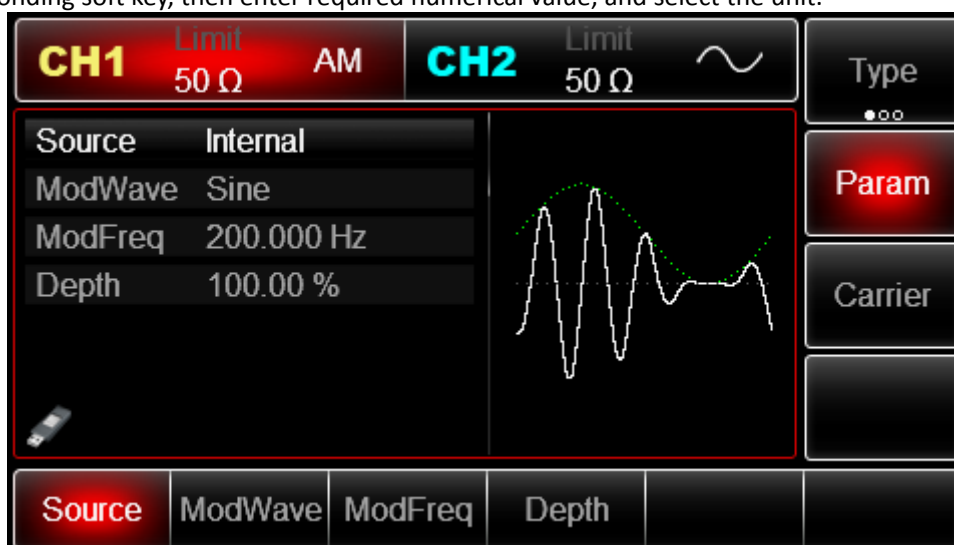 onding soft key, then enter required numerical value, and select the unit.
CH1 Limit 50 Ω AM CH2 Limit 50 Ω
Type
Source Internal
ModWave Sine
ModFreq 200.000 Hz
Depth 100.00 %
Param
Carrier
Source ModWave ModFreq Depth